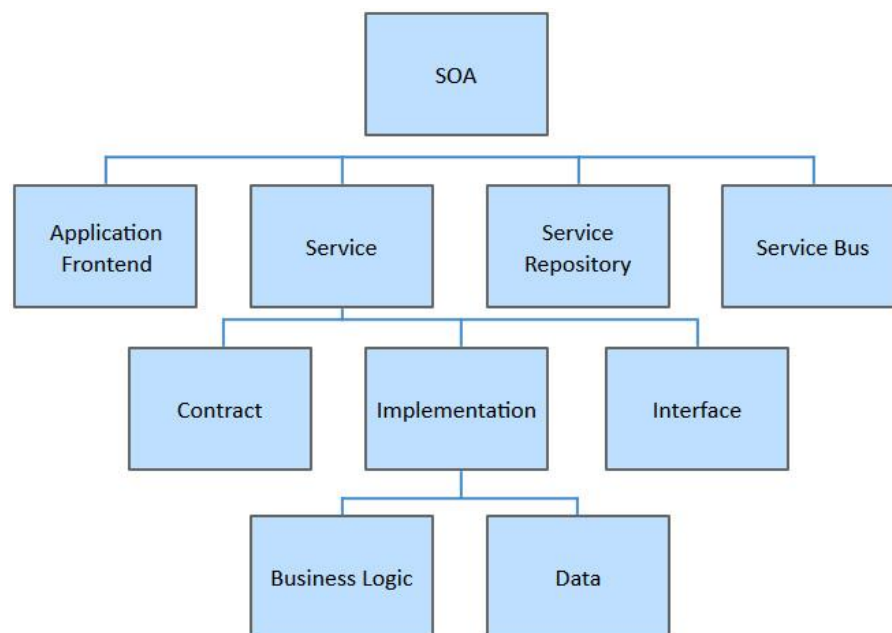 SOA
Application
Frontend
Service
Service
Repository
Service Bus
Contract
Implementation
Interface
Business Logic
Data